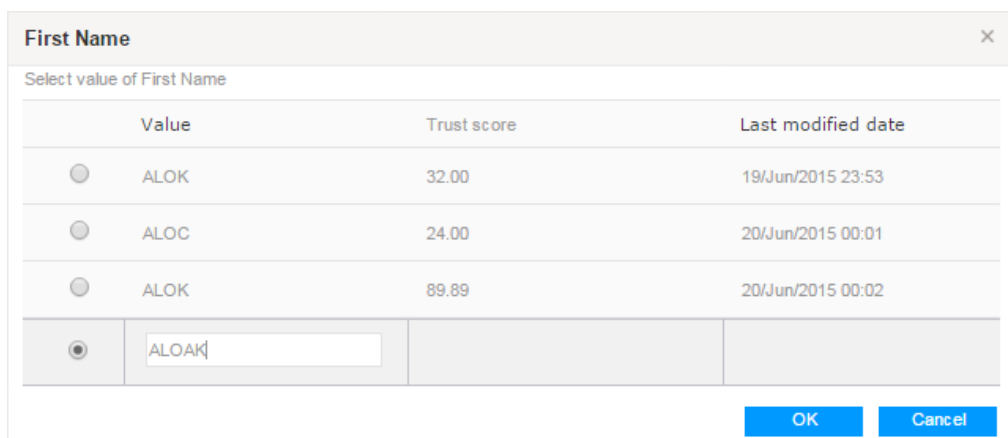 First Name ×
Select value of First Name
Value Trust score Last modified date
ALOK 32.00 19/Jun/2015 23:53
ALOC 24.00 20/Jun/2015 00:01
ALOK 89.89 20/Jun/2015 00:02
ALOAK
OK Cancel